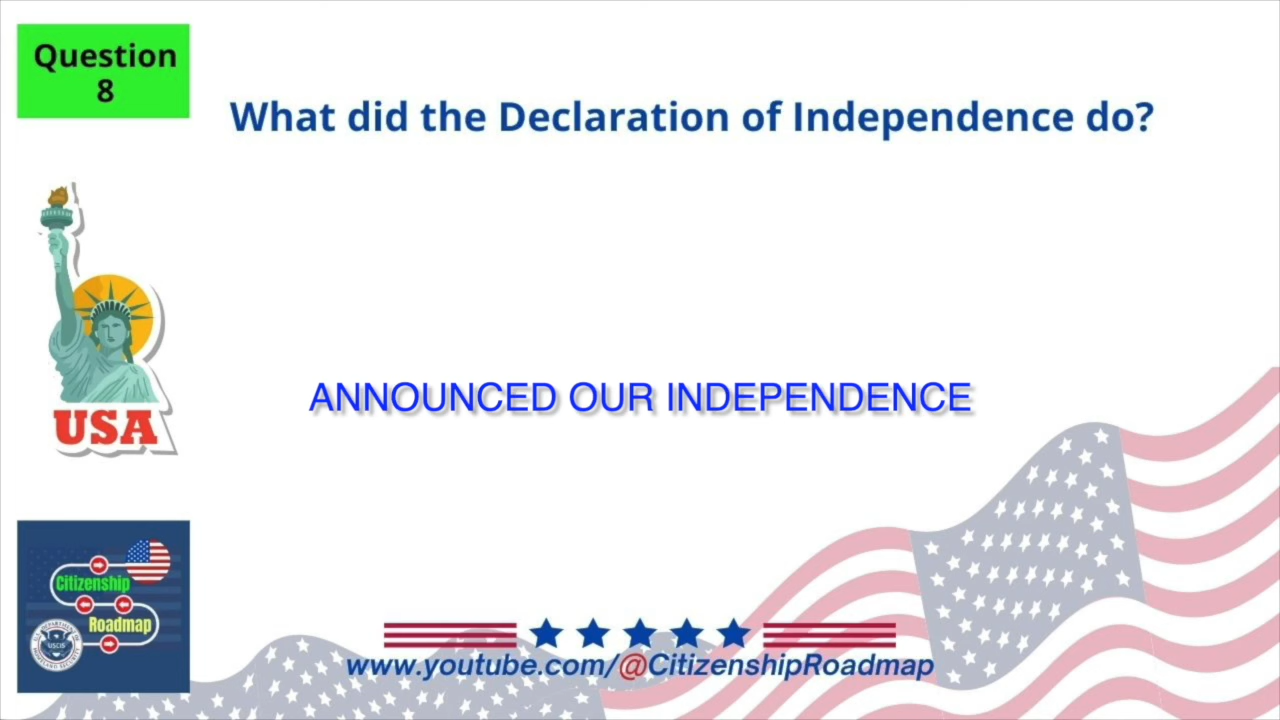 Question
8
What did the Declaration of Independence do?
USA
ANNOUNCED OUR INDEPENDENCE
Citizenship
Roadmap
USCIS
www.youtube.com/@CitizenshipRoadmap